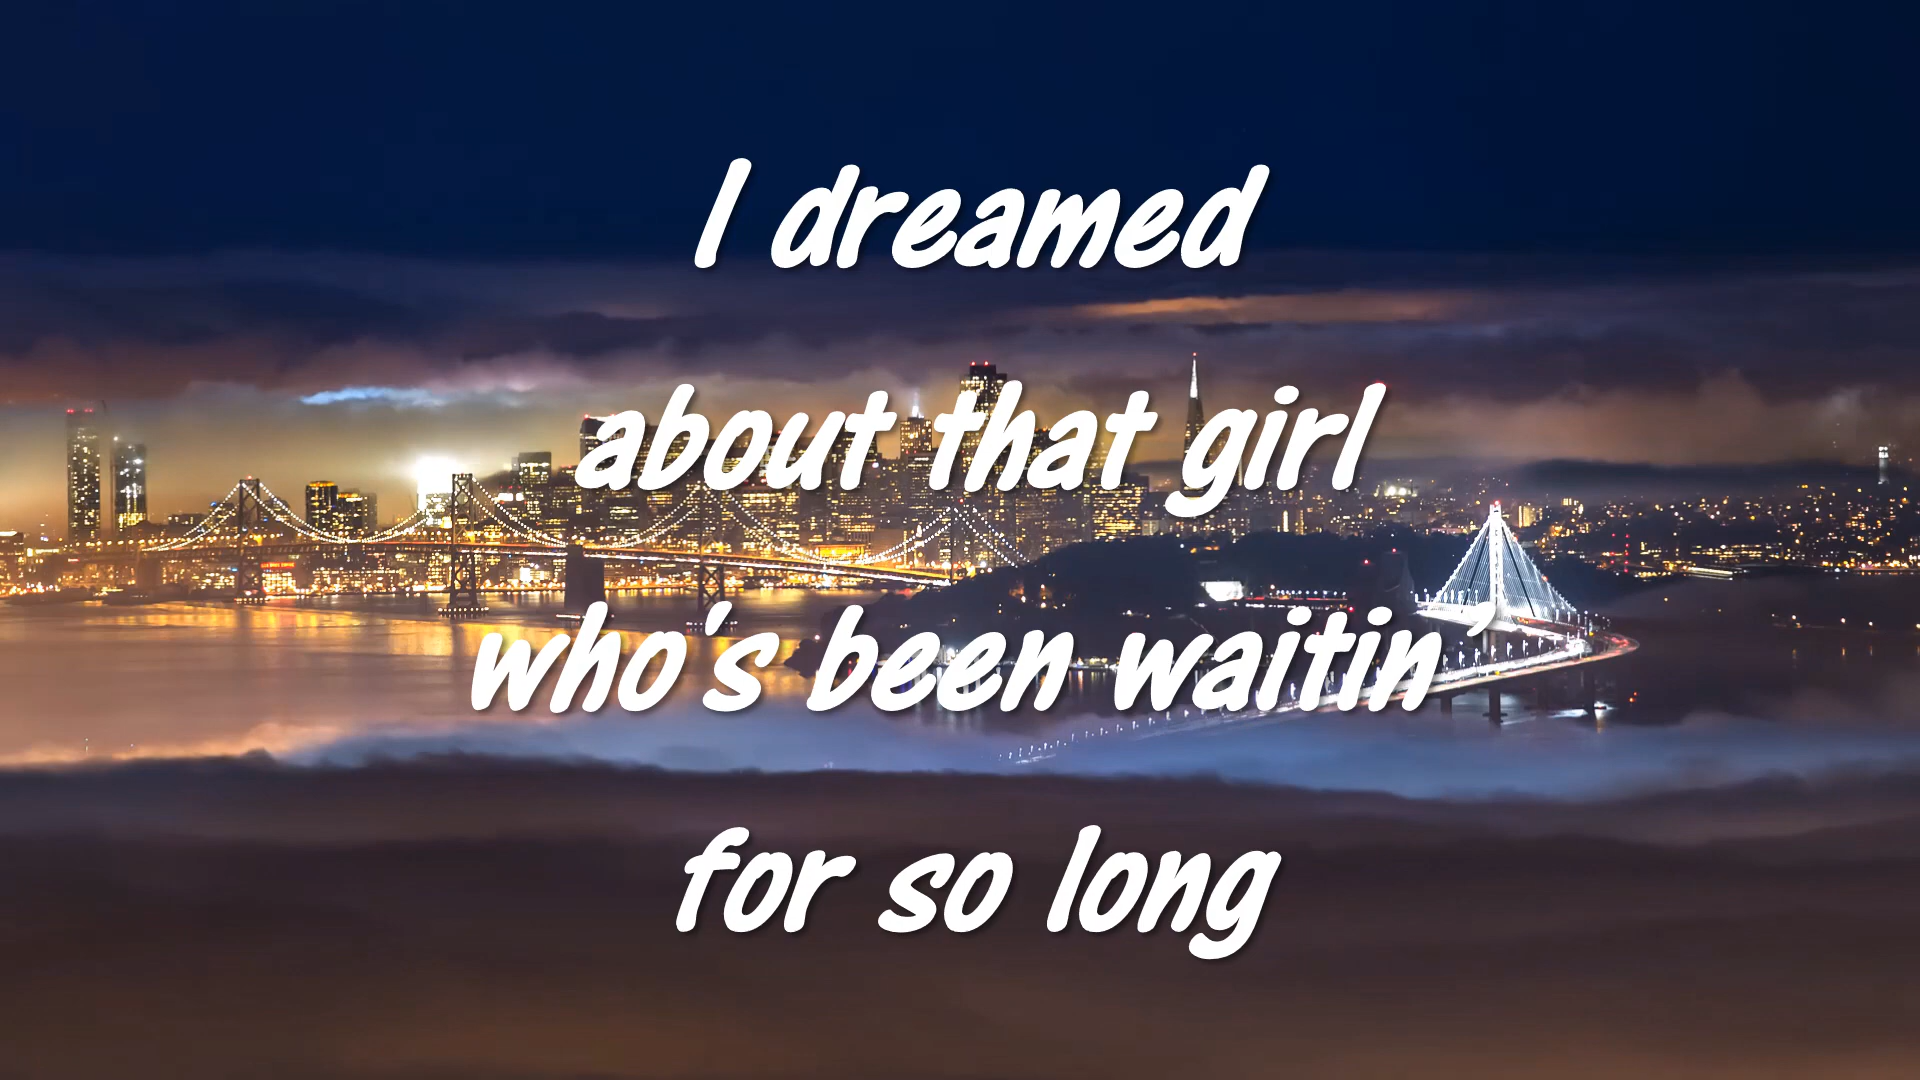 I dreamed
about that girl
who's been waitin’
for so long